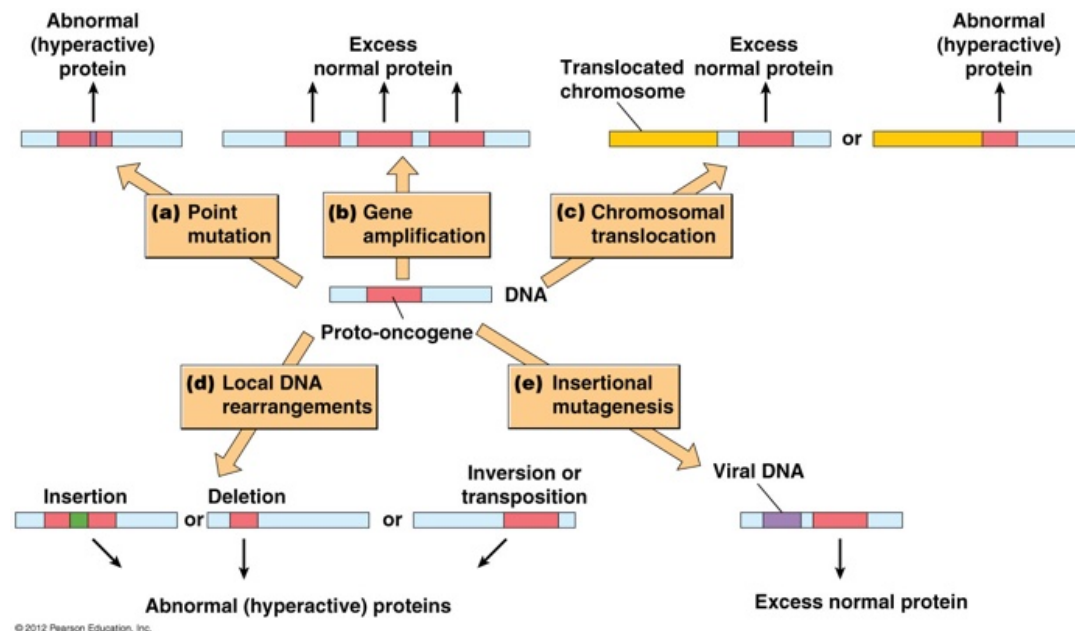 Abnormal
(hyperactive)
protein
Excess
normal protein
Translocated
chromosome
Excess
normal protein
Abnormal
(hyperactive)
protein
or
(a) Point
mutation
(b) Gene
amplification
(c) Chromosomal
translocation
DNA
Proto-oncogene
(d) Local DNA
rearrangements
(e) Insertional
mutagenesis
Insertion
or
Deletion
or
Inversion or
transposition
Viral DNA
Abnormal (hyperactive) proteins
Excess normal protein
© 2012 Pearson Education, Inc.